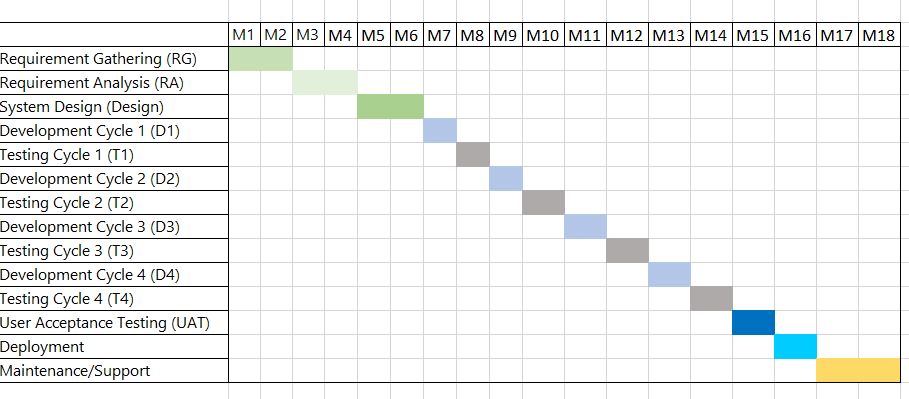 M1 M2 M3 M4 M5 M6 M7 M8 M9 M10 M11 M12 M13 M14 M15 M16 M17 M18
Requirement Gathering (RG)
Requirement Analysis (RA)
System Design (Design)
Development Cycle 1 (D1)
Testing Cycle 1 (T1)
Development Cycle 2 (D2)
Testing Cycle 2 (T2)
Development Cycle 3 (D3)
Testing Cycle 3 (T3)
Development Cycle 4 (D4)
Testing Cycle 4 (T4)
User Acceptance Testing (UAT)
Deployment
Maintenance/Support